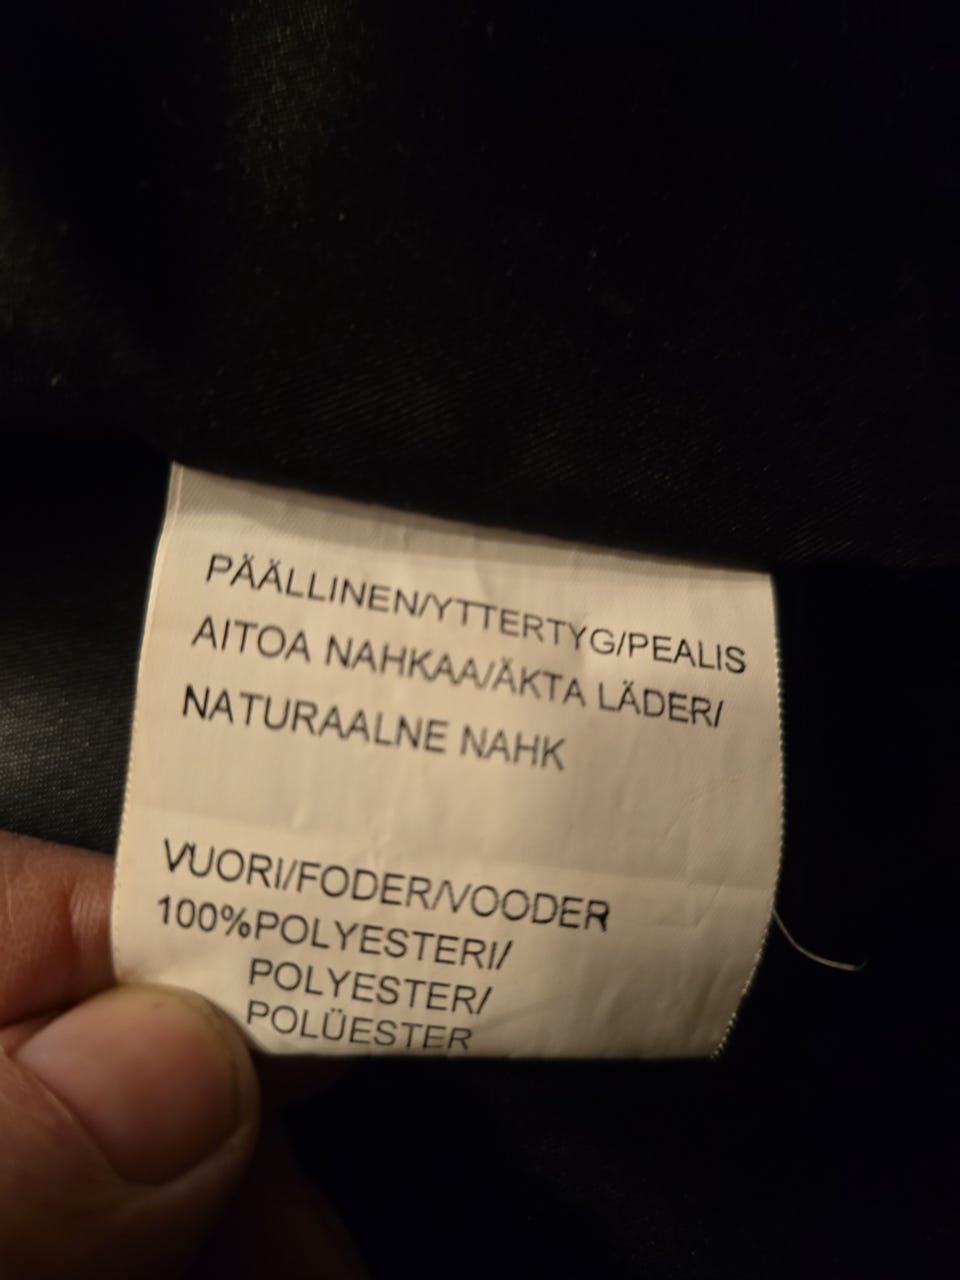 PÄÄLLINEN/YTTERTYG/PEALIS
AITOA NAHKAA/ÄKTA LÄDER/
NATURAALNE NAHK
VUORI/FODER/VOODER
100%POLYESTERI/
POLYESTER/
POLÜESTER